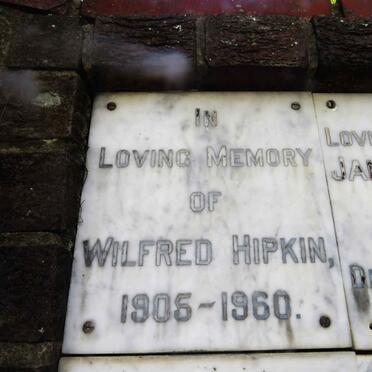 IN
LOVING MEMORY
OF
WILFRED HIPKIN,
1905~1960.